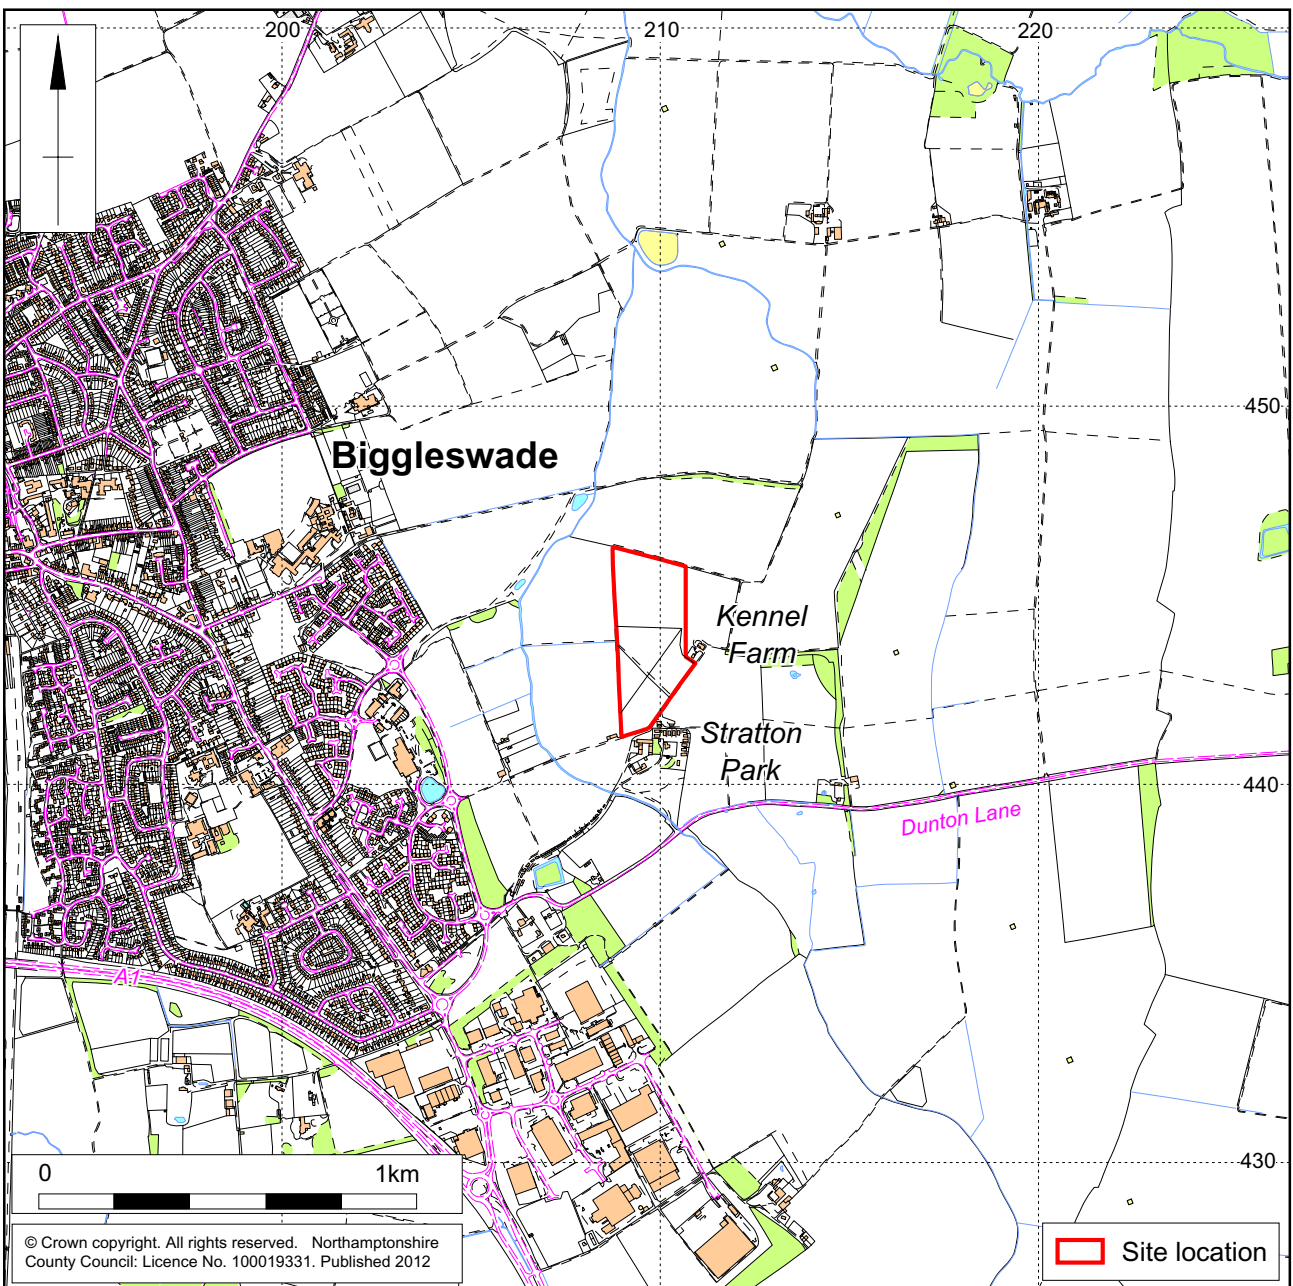 200
210
220
450
Biggleswade
Kennel
Farm
Stratton
Park
440
Dunton Lane
A1
430
0
1km
© Crown copyright. All rights reserved. Northamptonshire
County Council: Licence No. 100019331. Published 2012
Site location